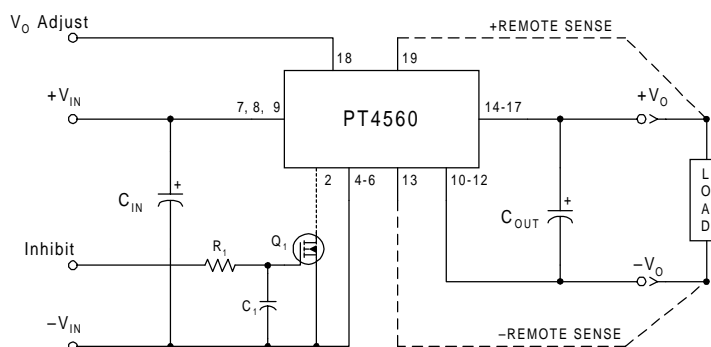 V_O Adjust
+REMOTE SENSE
18
19
+V_IN
7, 8, 9
PT4560
14-17
+V_O
2
4-6
13
10-12
C_IN
+
C_OUT
+
LOAD
Inhibit
R_1
Q_1
C_1
–V_O
–V_IN
–REMOTE SENSE